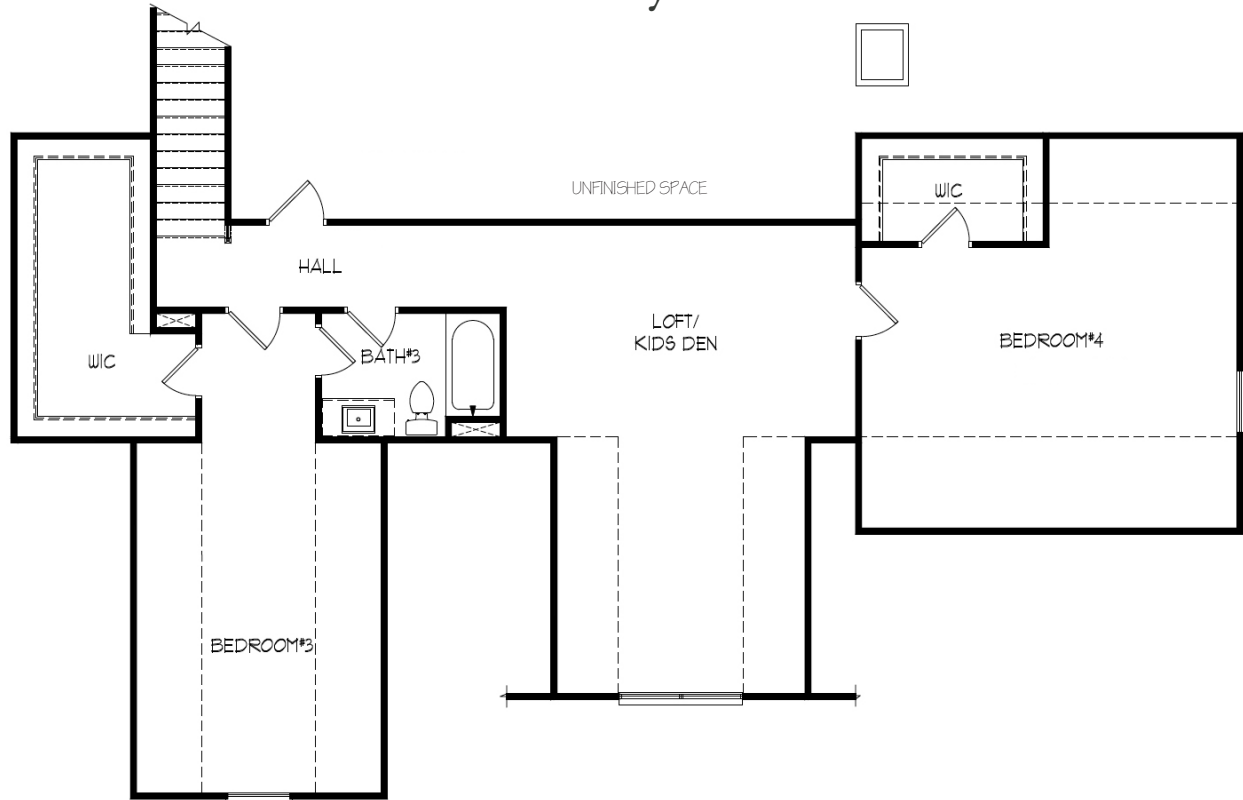 UNFINISHED SPACE
WIC
HALL
LOFT/
KIDS DEN
BEDROOM#4
BATH#3
WIC
BEDROOM#3